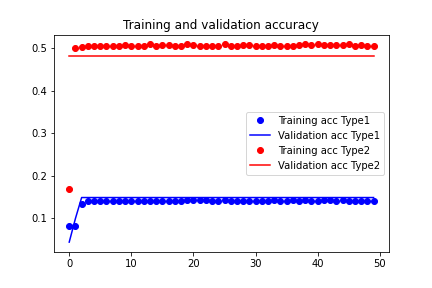 Training and validation accuracy
0.5
0.4
0.3
0.2
0.1
Training acc Type1
Validation acc Type1
Training acc Type2
Validation acc Type2
0 10 20 30 40 50